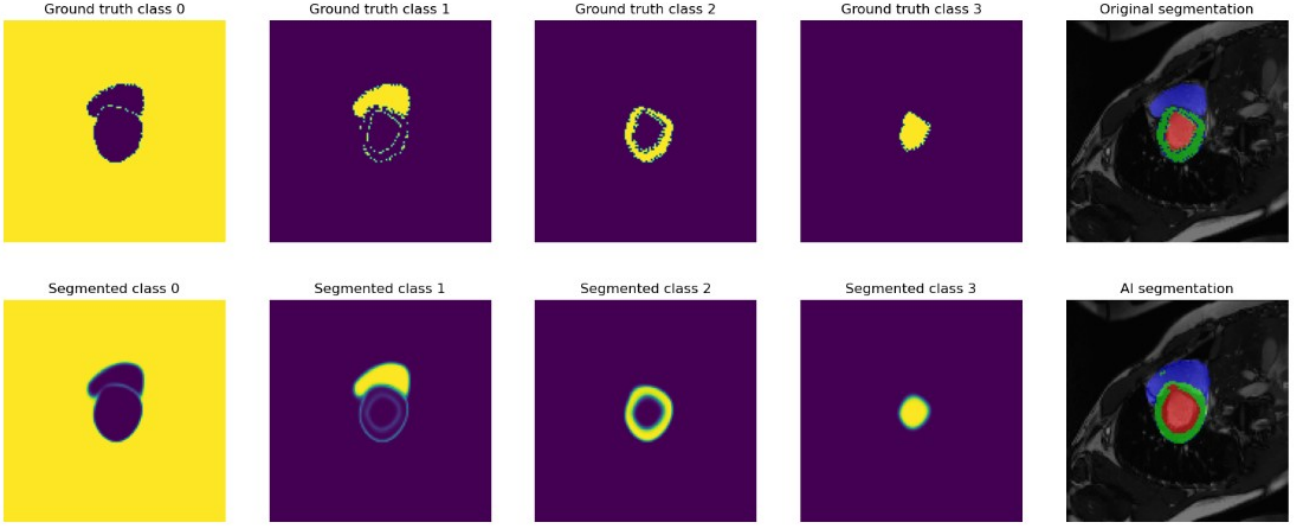 Ground truth class 0
Ground truth class 1
Ground truth class 2
Ground truth class 3
Original segmentation
Segmented class 0
Segmented class 1
Segmented class 2
Segmented class 3
AI segmentation